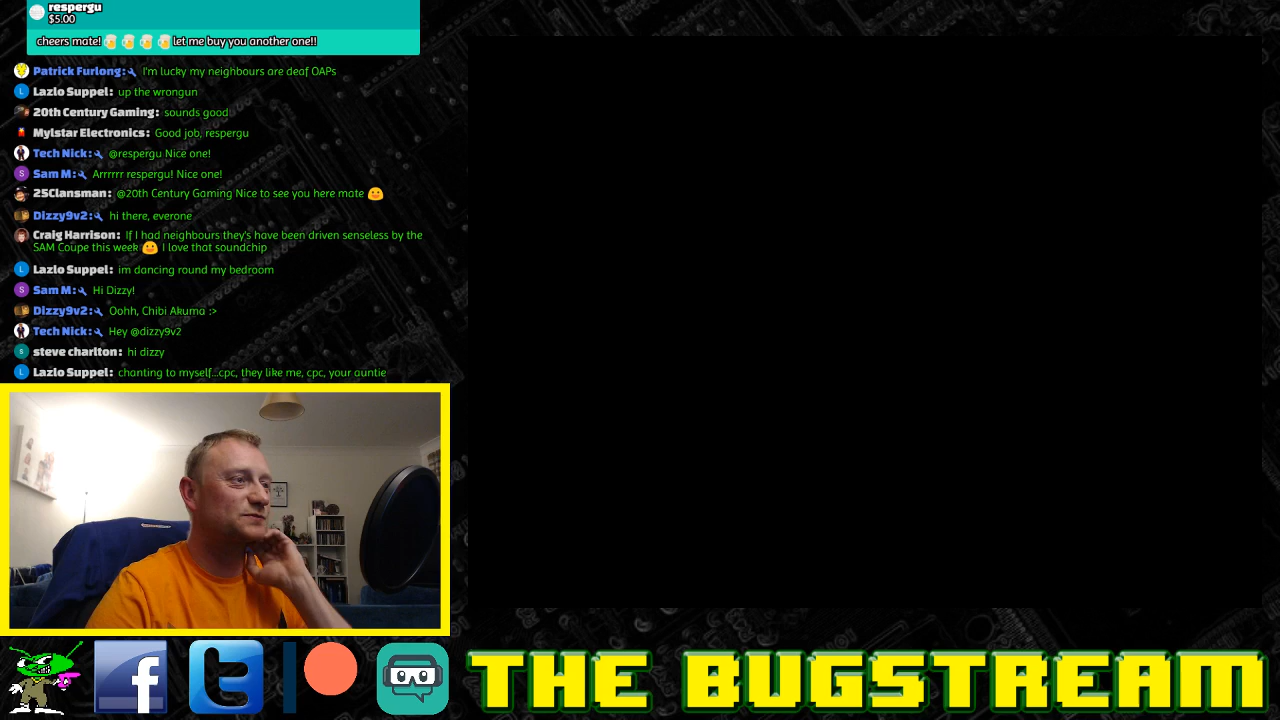 respergu
$5.00
cheers mate! 🍺 🍺 🍺 🍺 let me buy you another one!!
Patrick Furlong: I'm lucky my neighbours are deaf OAPs
L Lazlo Suppel: up the wrongun
20th Century Gaming: sounds good
Mylstar Electronics: Good job, respergu
Tech Nick: @respergu Nice one!
S Sam M: Arrrrrr respergu! Nice one!
25Clansman: @20th Century Gaming Nice to see you here mate
Dizzy9v2: hi there, everone
Craig Harrison: If I had neighbours they's have been driven senseless by the
SAM Coupe this week I love that soundchip
L Lazlo Suppel: im dancing round my bedroom
S Sam M: Hi Dizzy!
Dizzy9v2: Oohh, Chibi Akuma :>
Tech Nick: Hey @dizzy9v2
s steve charlton: hi dizzy
L Lazlo Suppel: chanting to myself...cpc, they like me, cpc, your auntie
THE BUGSTREAM